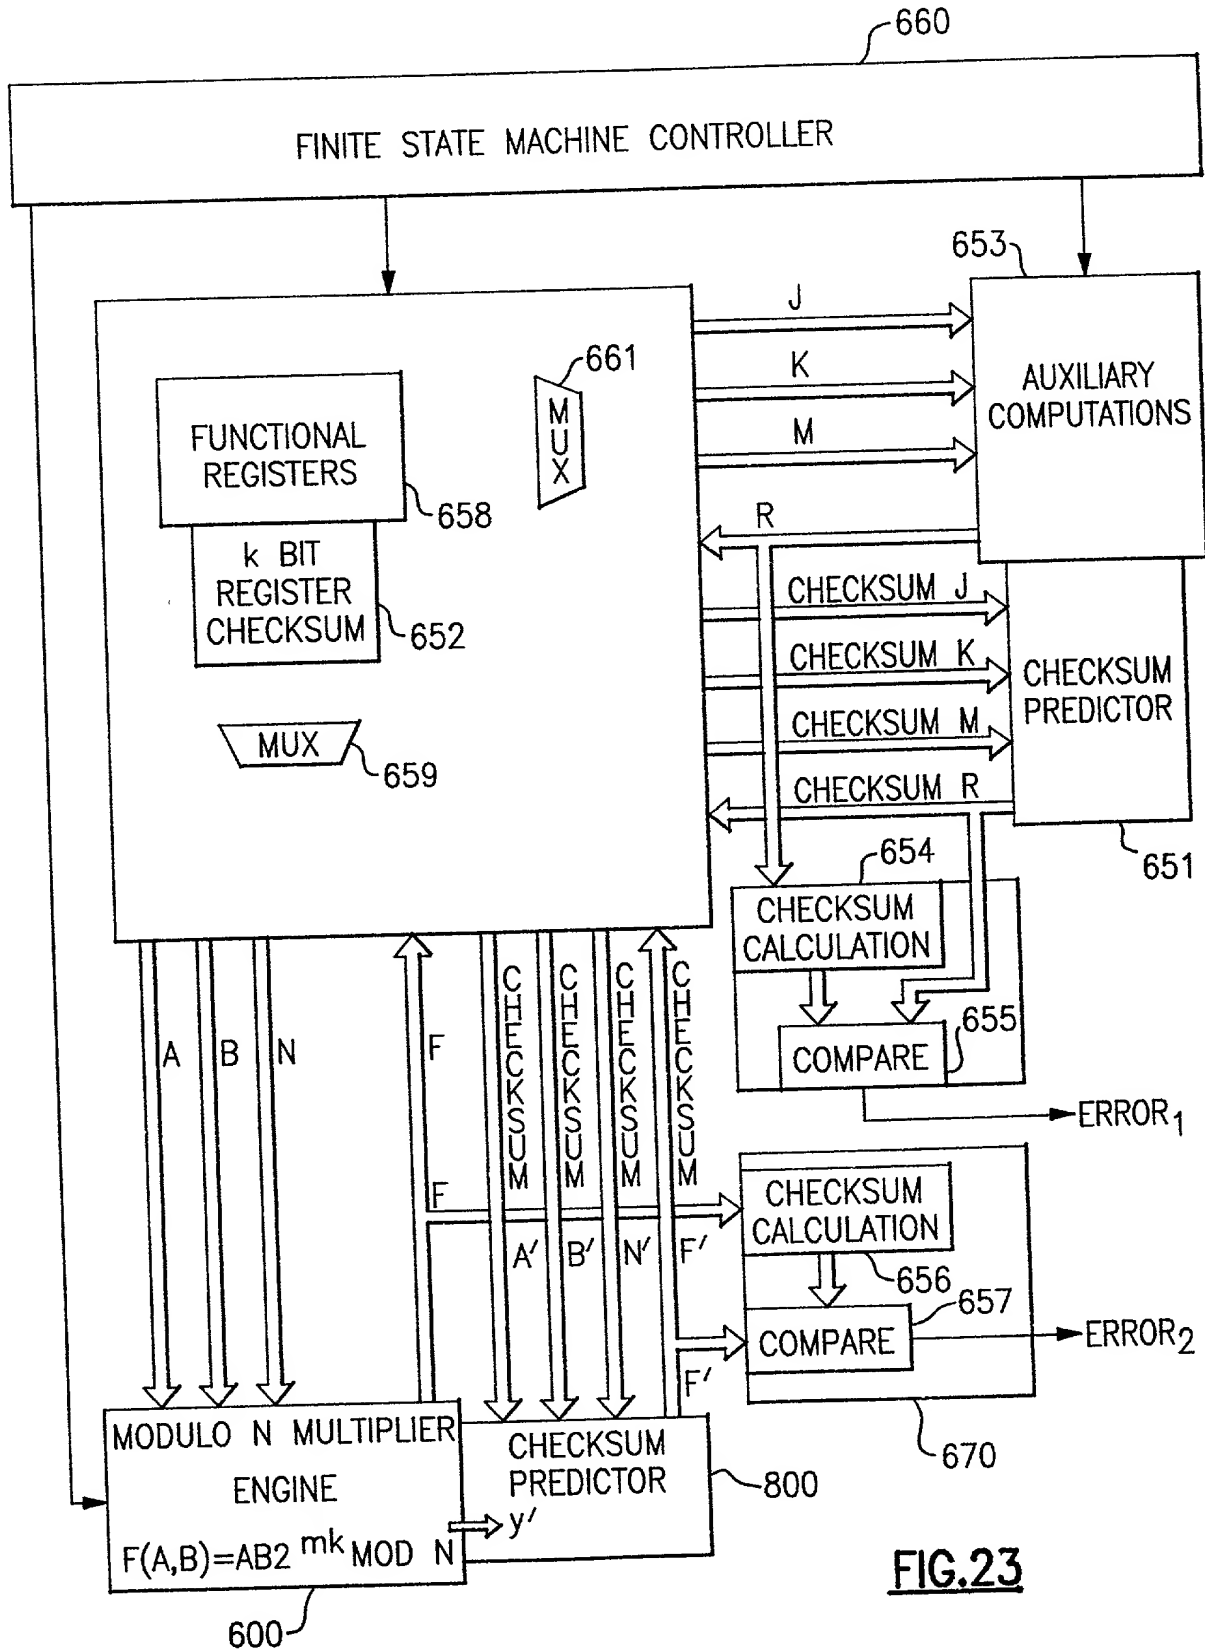 660
FINITE STATE MACHINE CONTROLLER
653
J
661
K
AUXILIARY
COMPUTATIONS
MUX
M
FUNCTIONAL
REGISTERS
658
R
k BIT
REGISTER
CHECKSUM
652
CHECKSUM J
CHECKSUM K
CHECKSUM
PREDICTOR
CHECKSUM M
MUX
659
CHECKSUM R
651
654
CHECKSUM
CALCULATION
A
B
N
F
CHECKSUM
CHECKSUM
CHECKSUM
CHECKSUM
655
COMPARE
ERROR1
F
A′
B′
N′
F′
CHECKSUM
CALCULATION
656
657
COMPARE
ERROR2
F′
670
MODULO N MULTIPLIER
ENGINE
F(A,B)=AB2 mk MOD N
600
CHECKSUM
PREDICTOR
y′
800
FIG.23